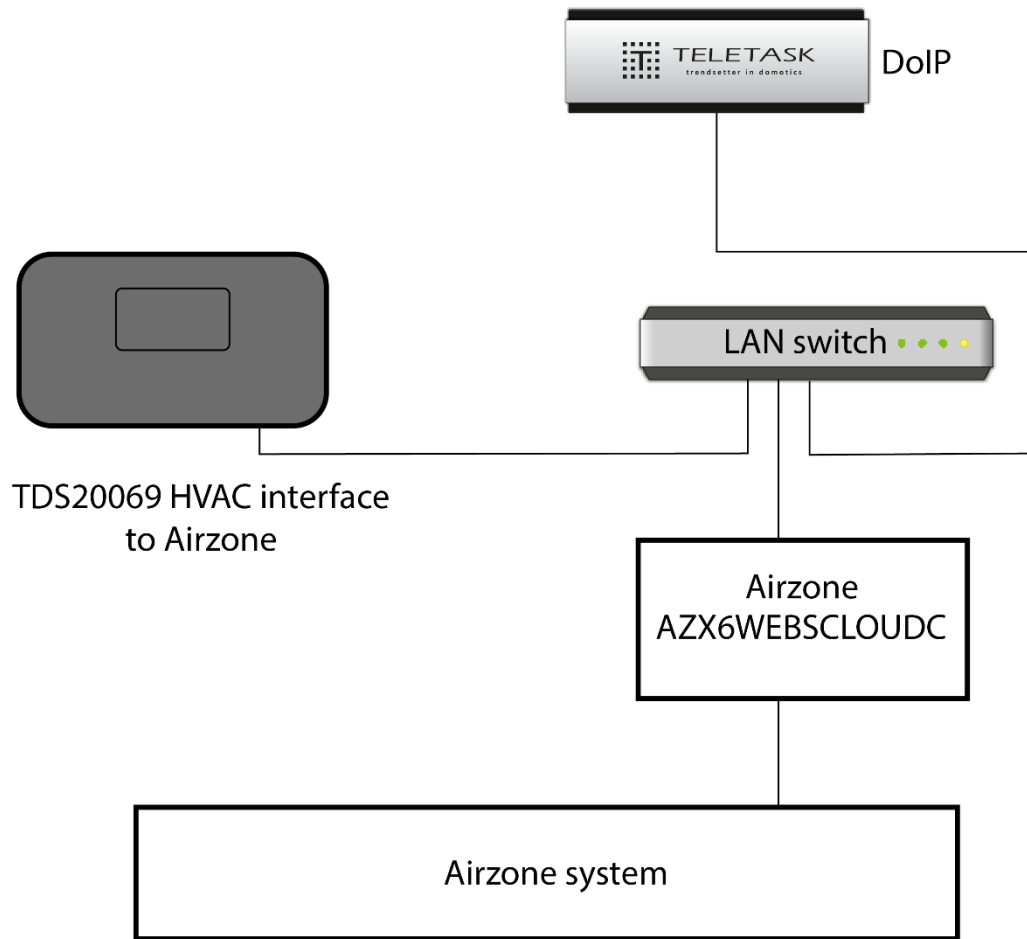 TELETASK
trendsetter in domotics
DoIP
LAN switch
TDS20069 HVAC interface
to Airzone
Airzone
AZX6WEBSCLOUDC
Airzone system